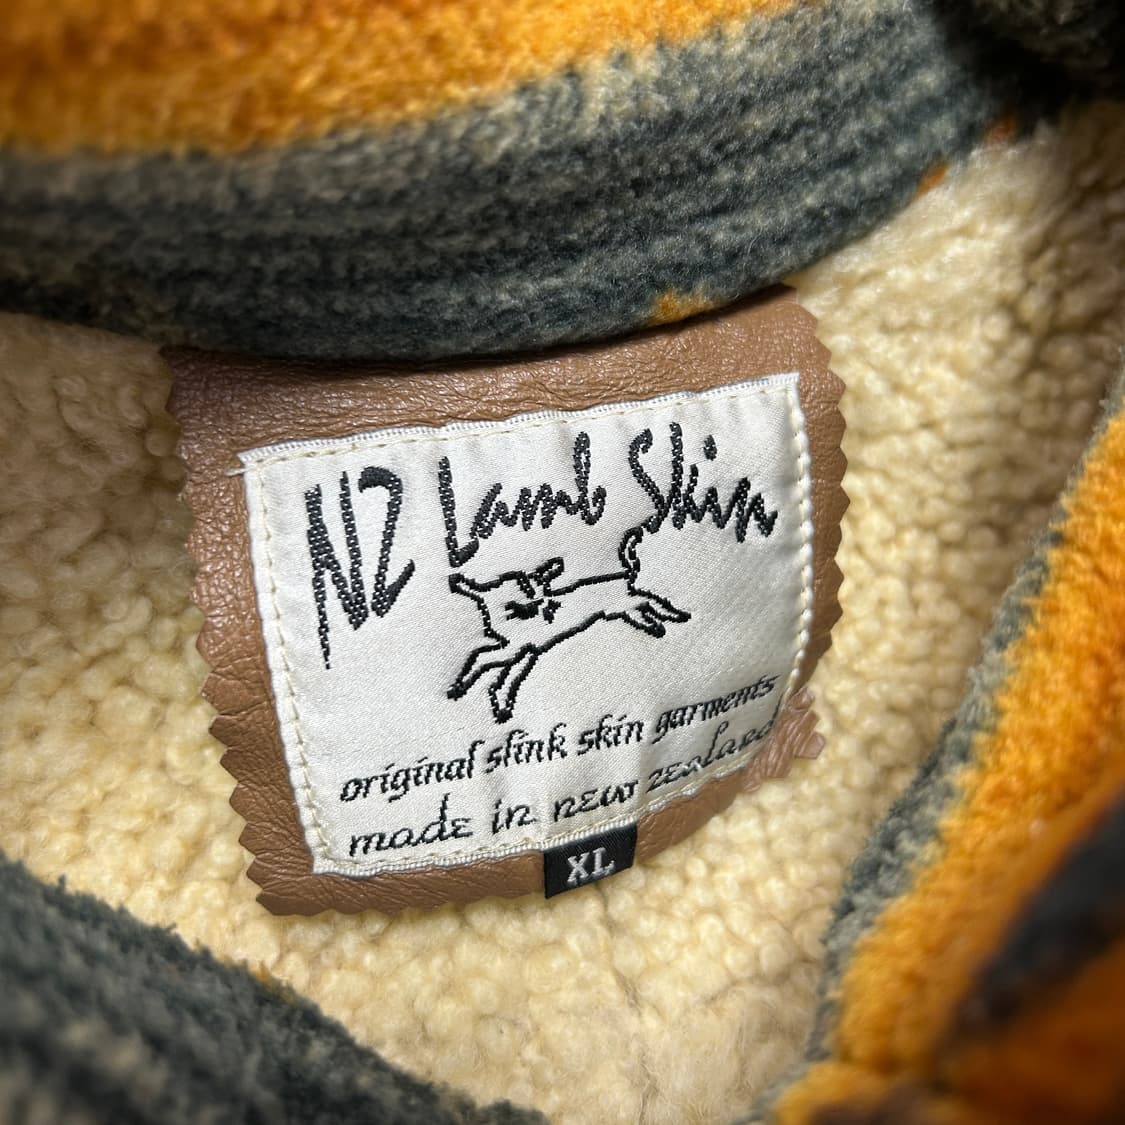 NZ Lamb Skin
original slink skin garments
made in new zealand
XL